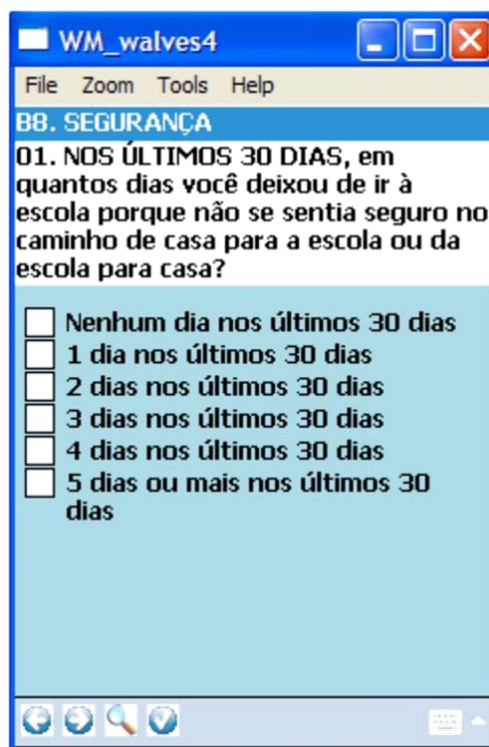 WM_walves4
File Zoom Tools Help
B8. SEGURANÇA
01. NOS ÚLTIMOS 30 DIAS, em
quantos dias você deixou de ir à
escola porque não se sentia seguro no
caminho de casa para a escola ou da
escola para casa?
Nenhum dia nos últimos 30 dias
1 dia nos últimos 30 dias
2 dias nos últimos 30 dias
3 dias nos últimos 30 dias
4 dias nos últimos 30 dias
5 dias ou mais nos últimos 30
dias